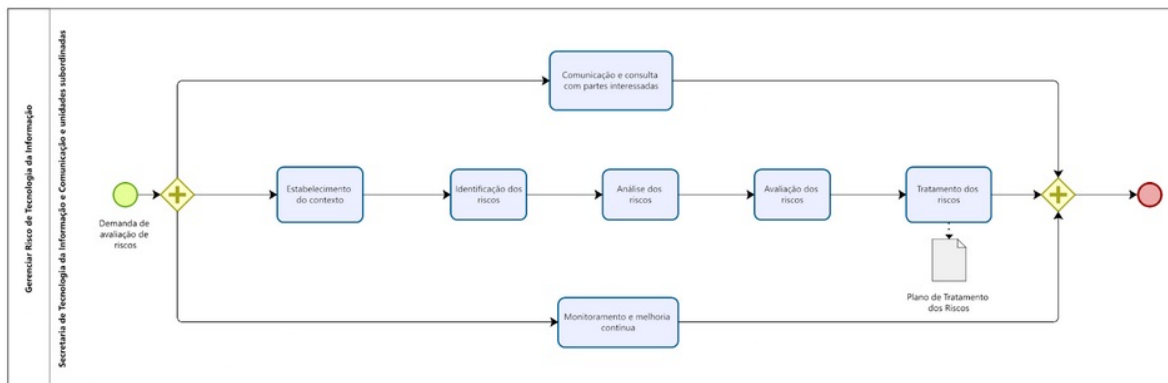 Gerenciar Risco de Tecnologia da Informação
Secretaria de Tecnologia da Informação e Comunicação e unidades subordinadas
Comunicação e consulta
com partes interessadas
Demanda de
avaliação de
riscos
Estabelecimento
do contexto
Identificação dos
riscos
Análise dos
riscos
Avaliação dos
riscos
Tratamento dos
riscos
Plano de Tratamento
dos Riscos
Monitoramento e melhoria
contínua